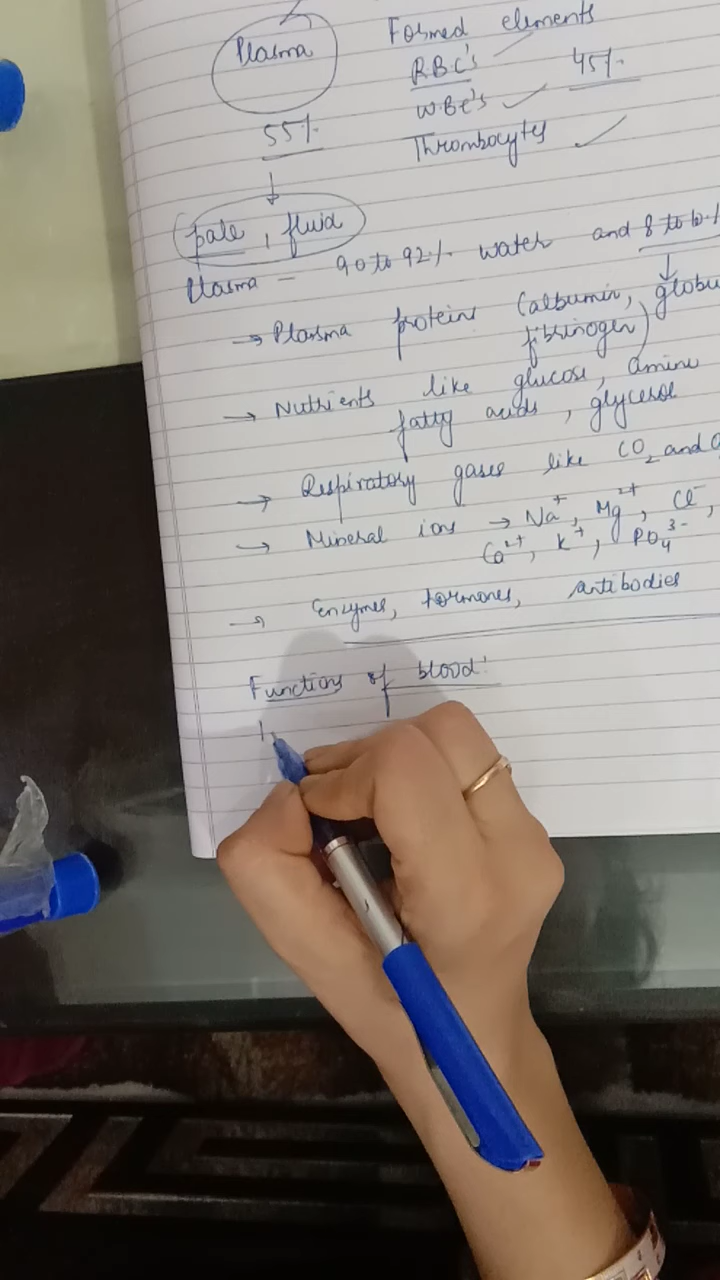 Plasma
Formed elements
RBC's
45%
WBC's
55%
Thrombocytes
pale, fluid
Plasma — 90 to 92% water and 8 to 10%
→ Plasma proteins (albumin, globu
fibrinogen)
→ Nutrients like glucose, amine
fatty acids, glycerol
→ Respiratory gases like CO₂ and O
→ Mineral ions → Na⁺, Mg²⁺, Cl⁻,
Ca²⁺, K⁺, PO₄³⁻
→ Enzymes, hormones, antibodies
Functions of blood:
1